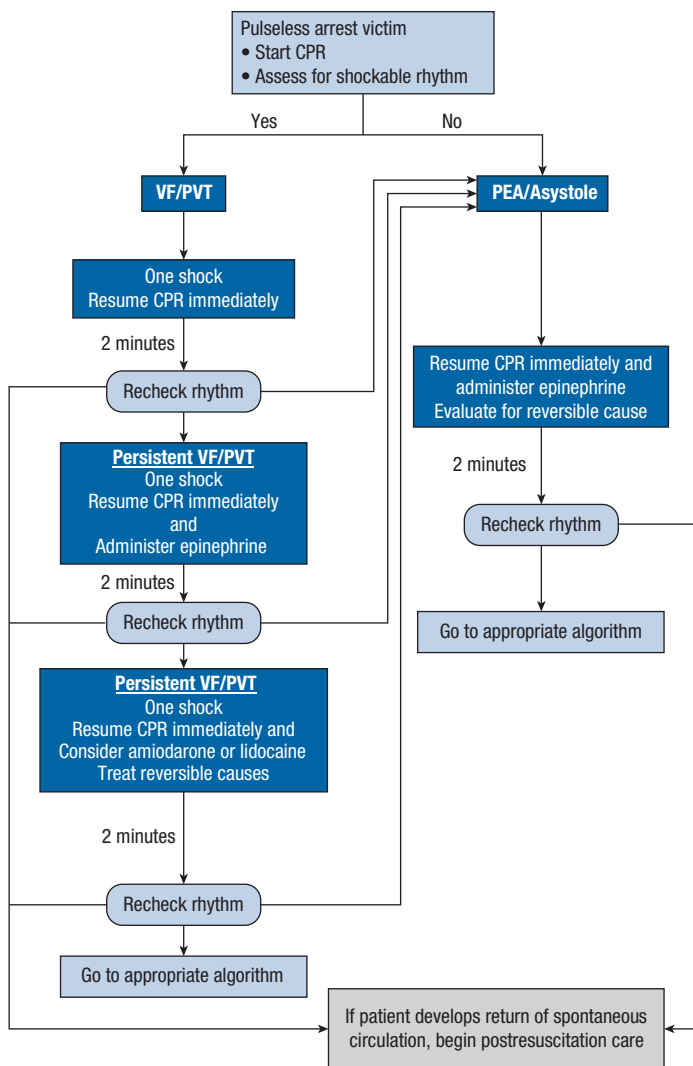 Pulseless arrest victim
• Start CPR
• Assess for shockable rhythm
Yes
No
VF/PVT
PEA/Asystole
One shock
Resume CPR immediately
2 minutes
Recheck rhythm
Resume CPR immediately and
administer epinephrine
Evaluate for reversible cause
Persistent VF/PVT
One shock
Resume CPR immediately
and
Administer epinephrine
2 minutes
Recheck rhythm
2 minutes
Recheck rhythm
Go to appropriate algorithm
Persistent VF/PVT
One shock
Resume CPR immediately and
Consider amiodarone or lidocaine
Treat reversible causes
2 minutes
Recheck rhythm
Go to appropriate algorithm
If patient develops return of spontaneous
circulation, begin postresuscitation care